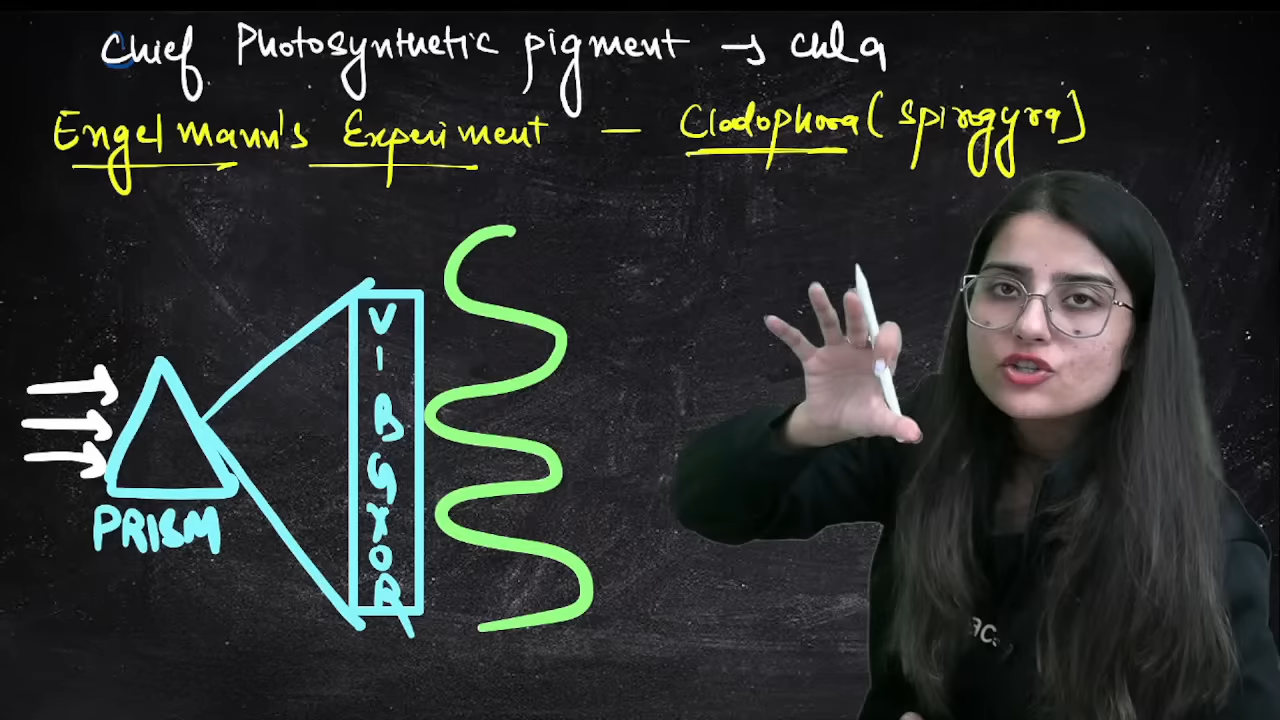 Chief Photosynthetic pigment → chl a
Engelmann's Experiment — Cladophora (Spirogyra)
PRISM
V
I
B
G
Y
O
R